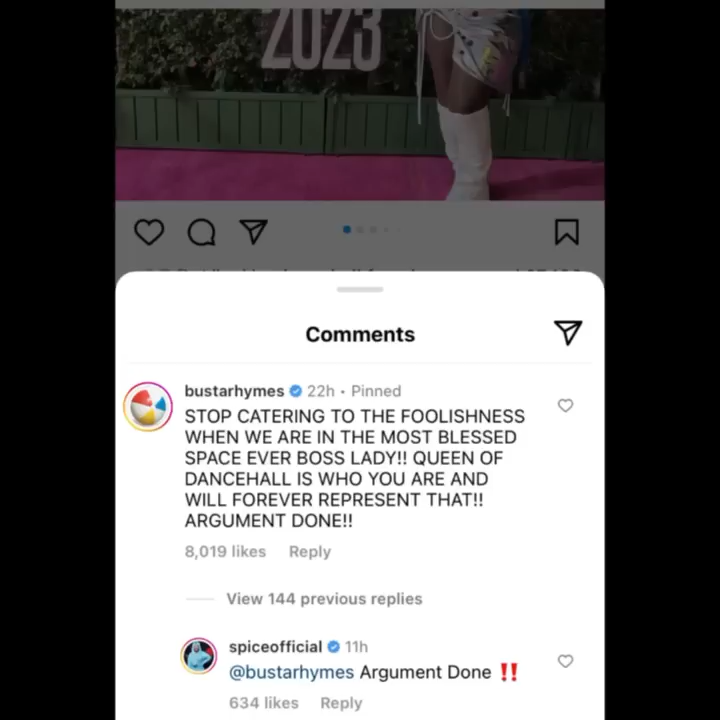 2023
Comments
bustarhymes 22h • Pinned
STOP CATERING TO THE FOOLISHNESS
WHEN WE ARE IN THE MOST BLESSED
SPACE EVER BOSS LADY!! QUEEN OF
DANCEHALL IS WHO YOU ARE AND
WILL FOREVER REPRESENT THAT!!
ARGUMENT DONE!!
8,019 likes Reply
View 144 previous replies
spiceofficial 11h
@bustarhymes Argument Done ‼️
634 likes Reply